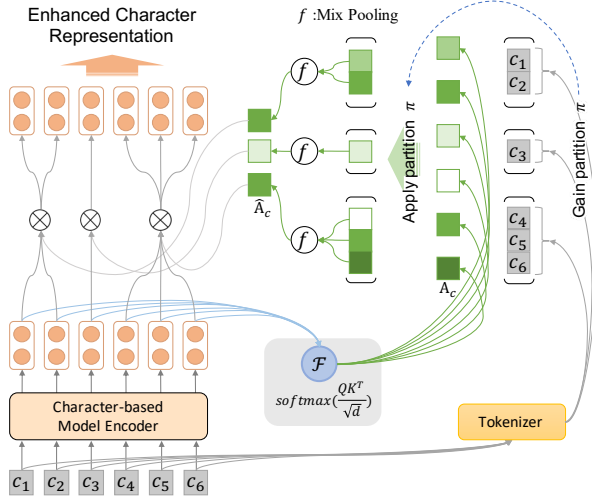 Enhanced Character
Representation
f :Mix Pooling
f
f
f
Â_c
Apply partition π
A_c
c_1
c_2
c_3
c_4
c_5
c_6
Gain partition π
ℱ
softmax(QK^T/√d)
Character-based
Model Encoder
Tokenizer
c_1 c_2 c_3 c_4 c_5 c_6